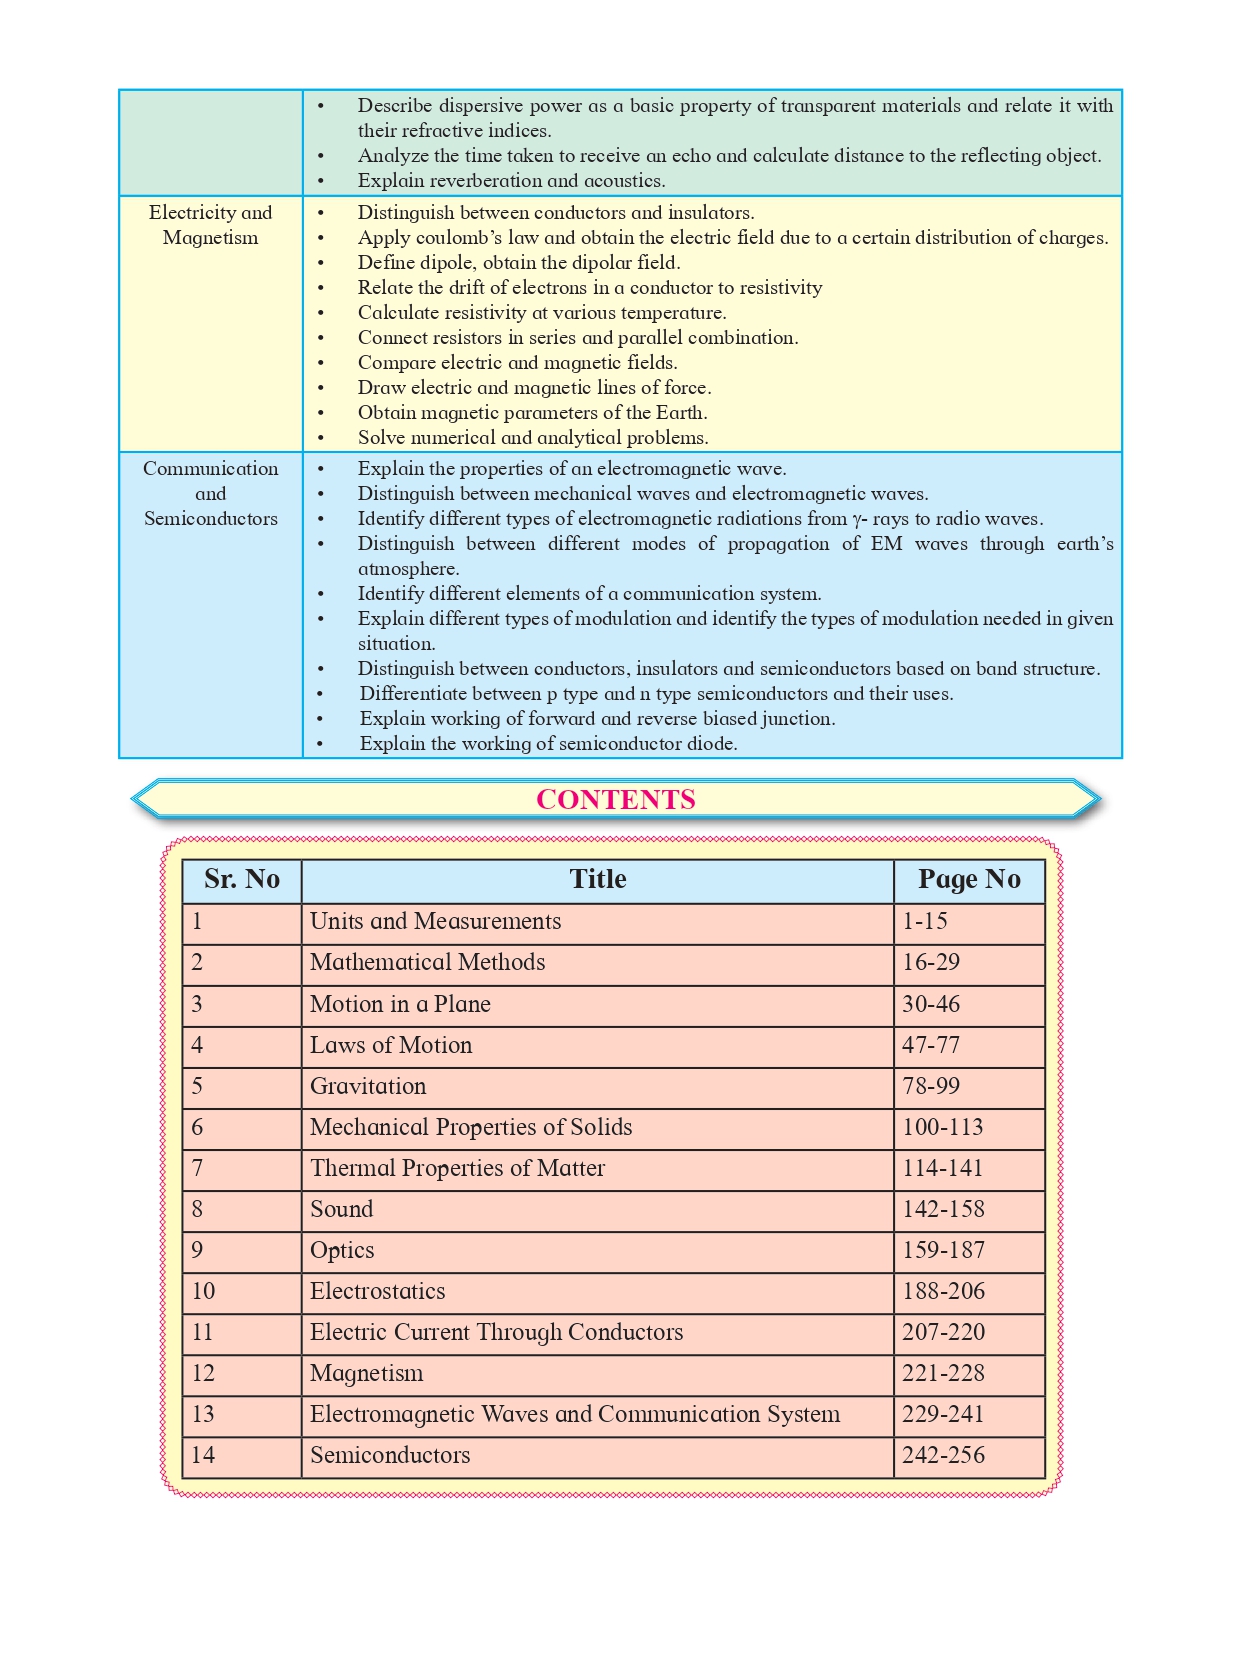 • Describe dispersive power as a basic property of transparent materials and relate it with
their refractive indices.
• Analyze the time taken to receive an echo and calculate distance to the reflecting object.
• Explain reverberation and acoustics.
Electricity and
Magnetism
• Distinguish between conductors and insulators.
• Apply coulomb’s law and obtain the electric field due to a certain distribution of charges.
• Define dipole, obtain the dipolar field.
• Relate the drift of electrons in a conductor to resistivity
• Calculate resistivity at various temperature.
• Connect resistors in series and parallel combination.
• Compare electric and magnetic fields.
• Draw electric and magnetic lines of force.
• Obtain magnetic parameters of the Earth.
• Solve numerical and analytical problems.
Communication
and
Semiconductors
• Explain the properties of an electromagnetic wave.
• Distinguish between mechanical waves and electromagnetic waves.
• Identify different types of electromagnetic radiations from γ- rays to radio waves.
• Distinguish between different modes of propagation of EM waves through earth’s
atmosphere.
• Identify different elements of a communication system.
• Explain different types of modulation and identify the types of modulation needed in given
situation.
• Distinguish between conductors, insulators and semiconductors based on band structure.
• Differentiate between p type and n type semiconductors and their uses.
• Explain working of forward and reverse biased junction.
• Explain the working of semiconductor diode.
CONTENTS
Sr. No Title Page No
1 Units and Measurements 1-15
2 Mathematical Methods 16-29
3 Motion in a Plane 30-46
4 Laws of Motion 47-77
5 Gravitation 78-99
6 Mechanical Properties of Solids 100-113
7 Thermal Properties of Matter 114-141
8 Sound 142-158
9 Optics 159-187
10 Electrostatics 188-206
11 Electric Current Through Conductors 207-220
12 Magnetism 221-228
13 Electromagnetic Waves and Communication System 229-241
14 Semiconductors 242-256